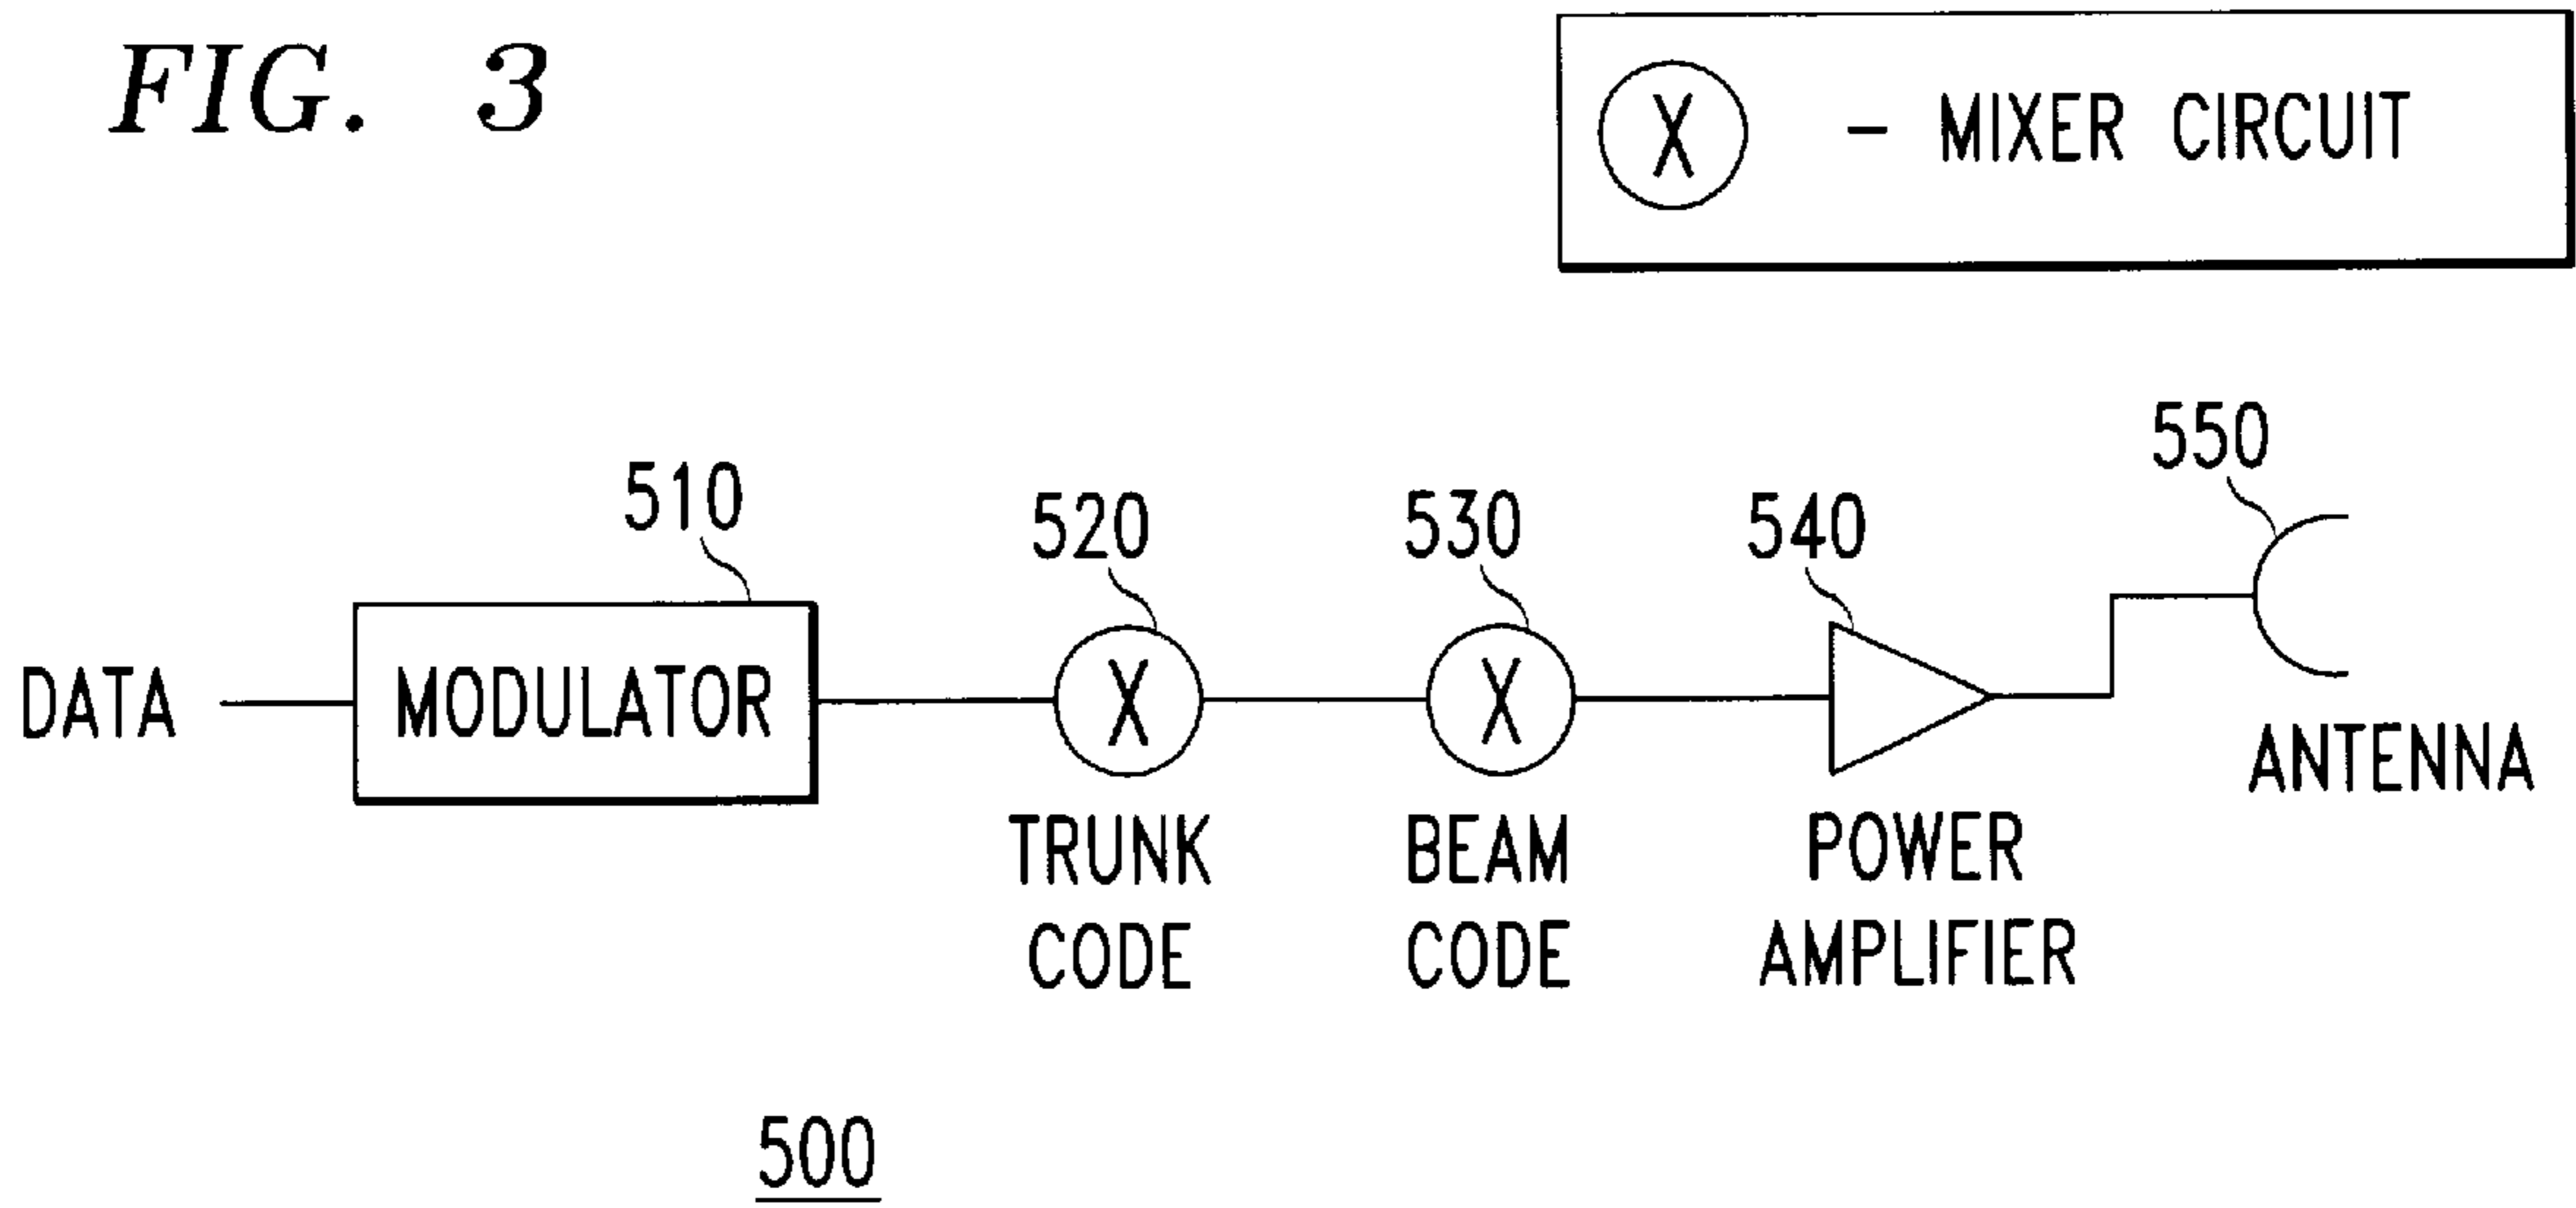 FIG. 3
X - MIXER CIRCUIT
550
510
520
530
540
DATA
MODULATOR
X
X
ANTENNA
TRUNK
CODE
BEAM
CODE
POWER
AMPLIFIER
500